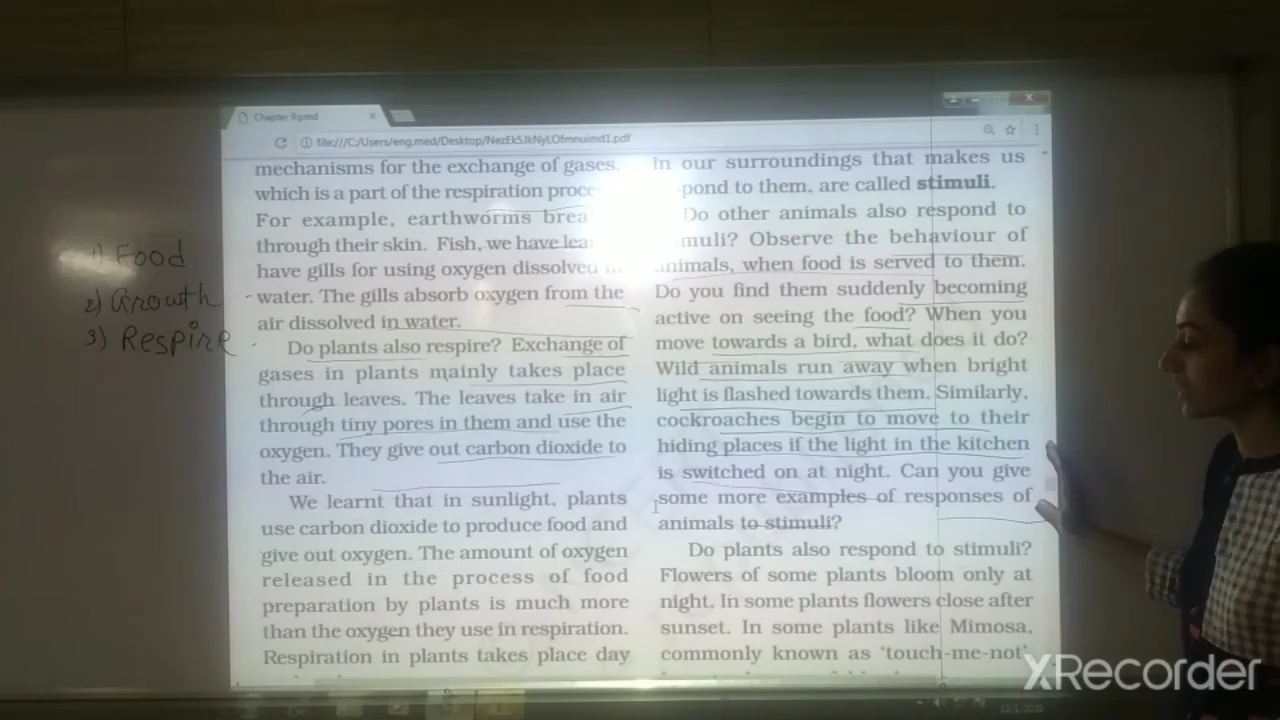 Chapter 9.pmd
file:///C:/Users/eng.med/Desktop/NezEk5JkNyLOfmnuimd1.pdf
1) Food
2) Growth
3) Respire
mechanisms for the exchange of gases,
which is a part of the respiration
For example, earthworms
through their skin. Fish, we have
have gills for using oxygen dissolved
water. The gills absorb oxygen from the
air dissolved in water.
Do plants also respire? Exchange of
gases in plants mainly takes place
through leaves. The leaves take in air
through tiny pores in them and use the
oxygen. They give out carbon dioxide to
the air.
We learnt that in sunlight, plants
use carbon dioxide to produce food and
give out oxygen. The amount of oxygen
released in the process of food
preparation by plants is much more
than the oxygen they use in respiration.
Respiration in plants takes place day
in our surroundings that makes us
pond to them, are called stimuli.
Do other animals also respond to
muli? Observe the behaviour of
animals, when food is served to them.
Do you find them suddenly becoming
active on seeing the food? When you
move towards a bird, what does it do?
Wild animals run away when bright
light is flashed towards them. Similarly,
cockroaches begin to move to their
hiding places if the light in the kitchen
is switched on at night. Can you give
some more examples of responses of
animals to stimuli?
Do plants also respond to stimuli?
Flowers of some plants bloom only at
night. In some plants flowers close after
sunset. In some plants like Mimosa,
commonly known as 'touch-me-not',
XRecorder